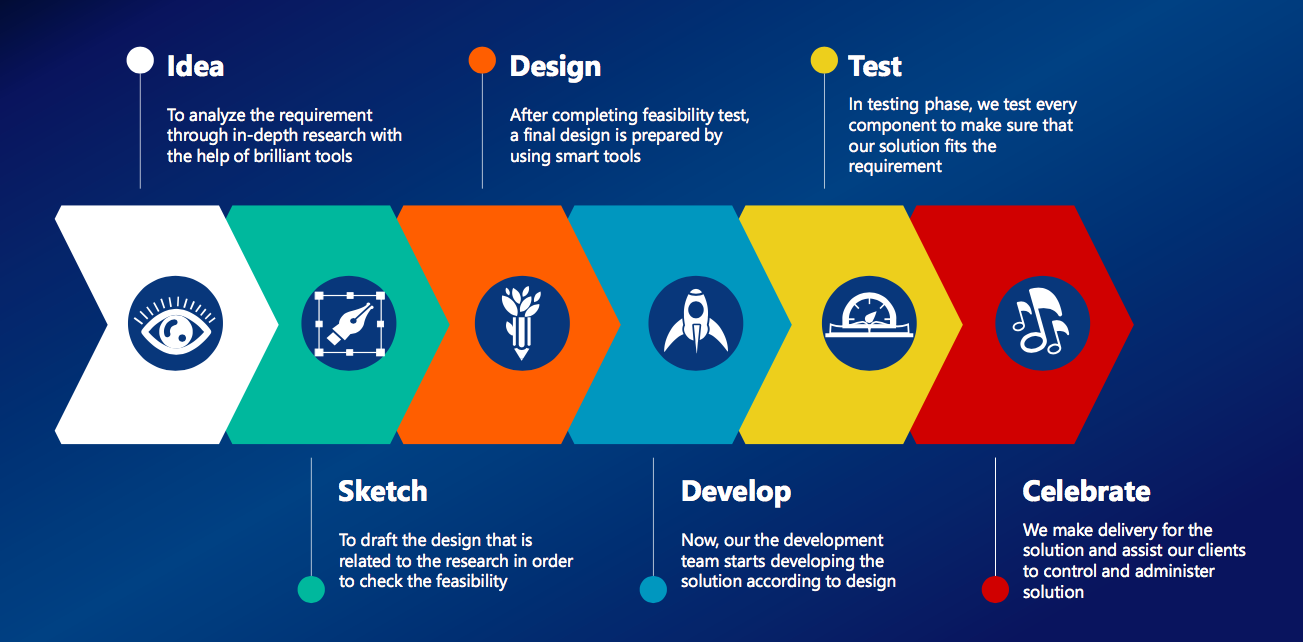 Idea
To analyze the requirement
through in-depth research with
the help of brilliant tools
Design
After completing feasibility test,
a final design is prepared by
using smart tools
Test
In testing phase, we test every
component to make sure that
our solution fits the
requirement
Sketch
To draft the design that is
related to the research in order
to check the feasibility
Develop
Now, our the development
team starts developing the
solution according to design
Celebrate
We make delivery for the
solution and assist our clients
to control and administer
solution